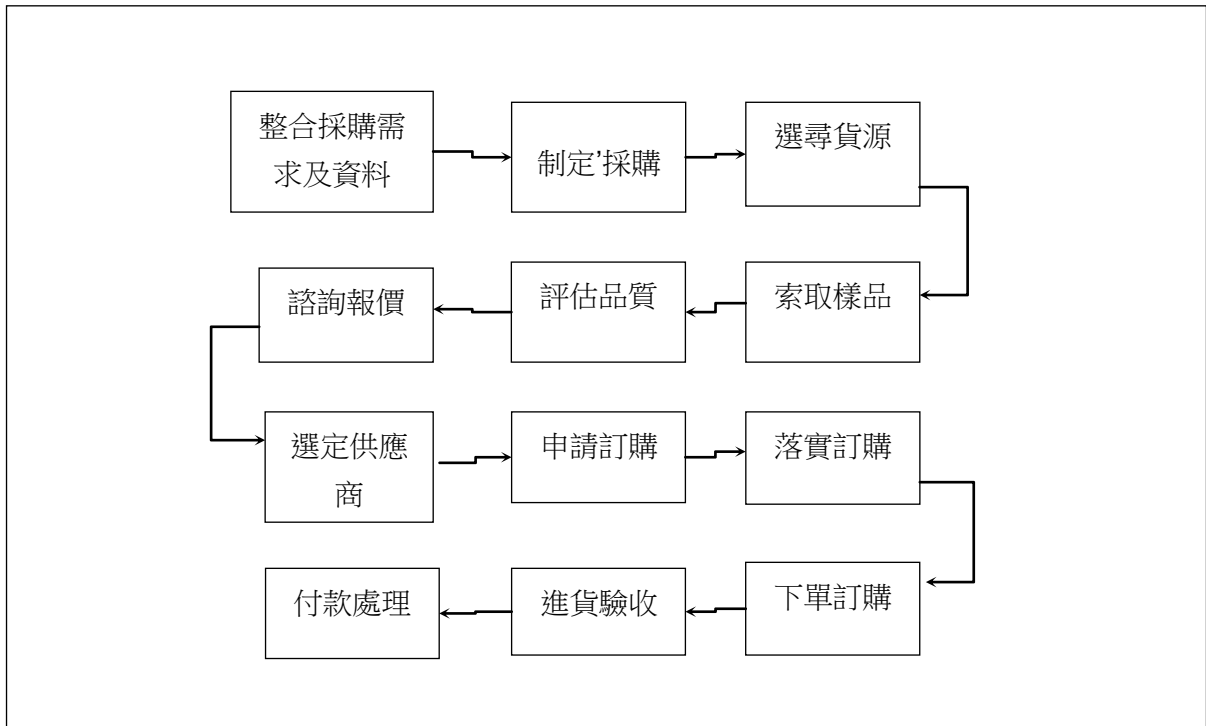 整合採購需
求及資料
制定’採購
選尋貨源
索取樣品
評估品質
諮詢報價
選定供應
商
申請訂購
落實訂購
下單訂購
進貨驗收
付款處理